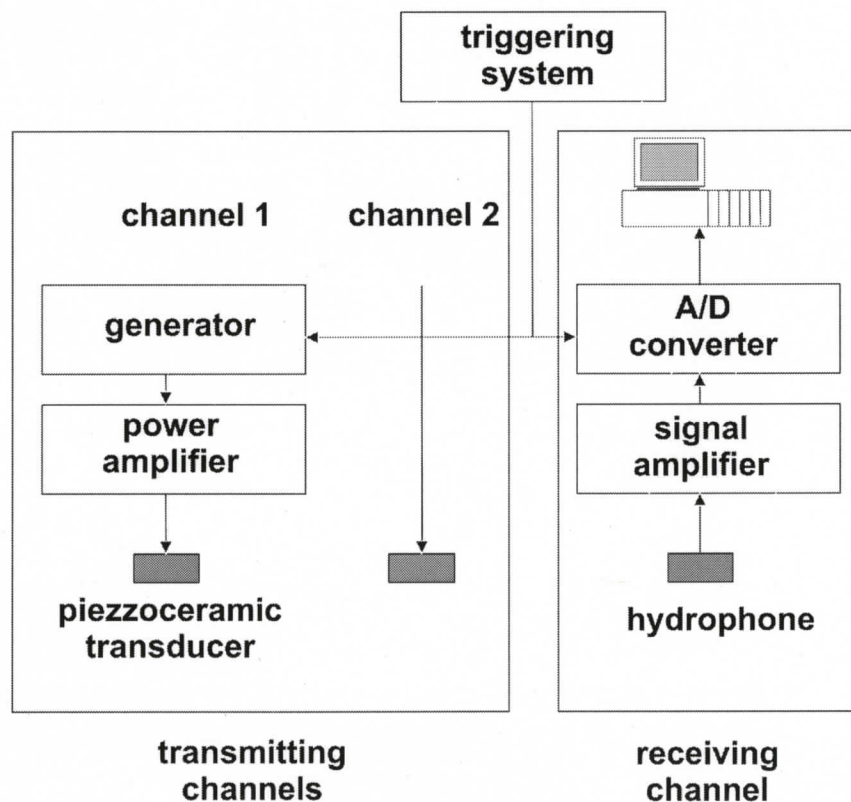 triggering
system
channel 1
channel 2
generator
power
amplifier
piezzoceramic
transducer
A/D
converter
signal
amplifier
hydrophone
transmitting
channels
receiving
channel